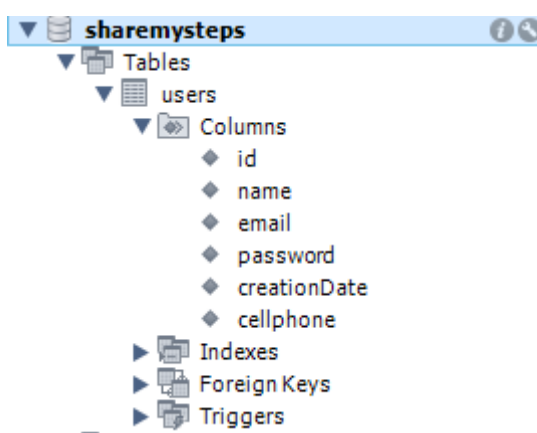 sharemysteps
Tables
users
Columns
id
name
email
password
creationDate
cellphone
Indexes
Foreign Keys
Triggers